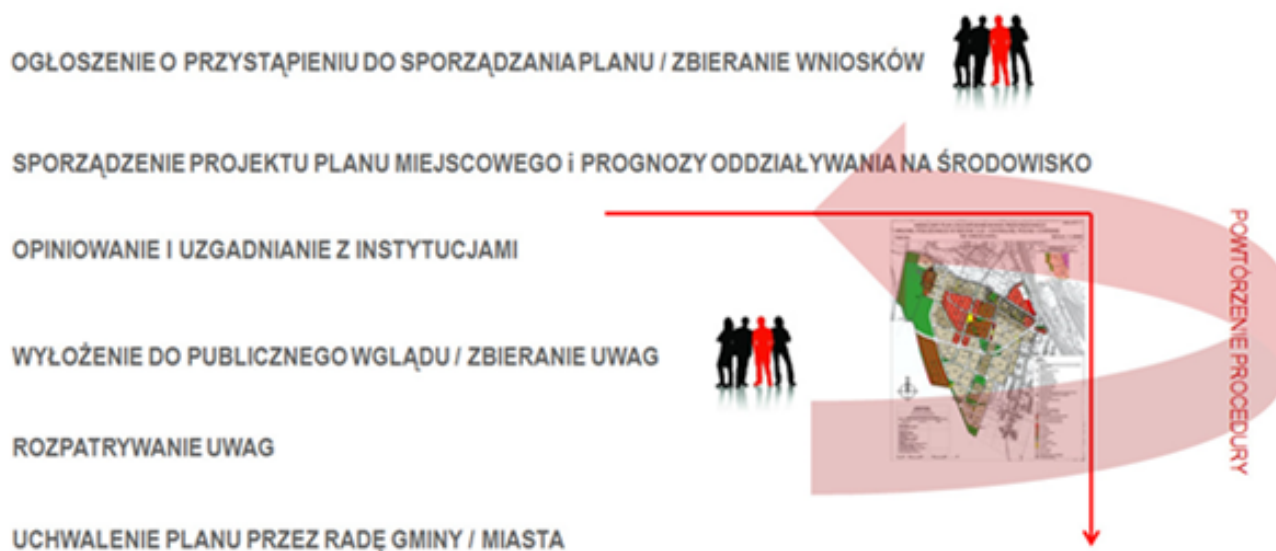 OGŁOSZENIE O PRZYSTĄPIENIU DO SPORZĄDZANIA PLANU / ZBIERANIE WNIOSKÓW
SPORZĄDZENIE PROJEKTU PLANU MIEJSCOWEGO i PROGNOZY ODDZIAŁYWANIA NA ŚRODOWISKO
OPINIOWANIE I UZGADNIANIE Z INSTYTUCJAMI
WYŁOŻENIE DO PUBLICZNEGO WGLĄDU / ZBIERANIE UWAG
ROZPATRYWANIE UWAG
UCHWALENIE PLANU PRZEZ RADĘ GMINY / MIASTA
POWTÓRZENIE PROCEDURY